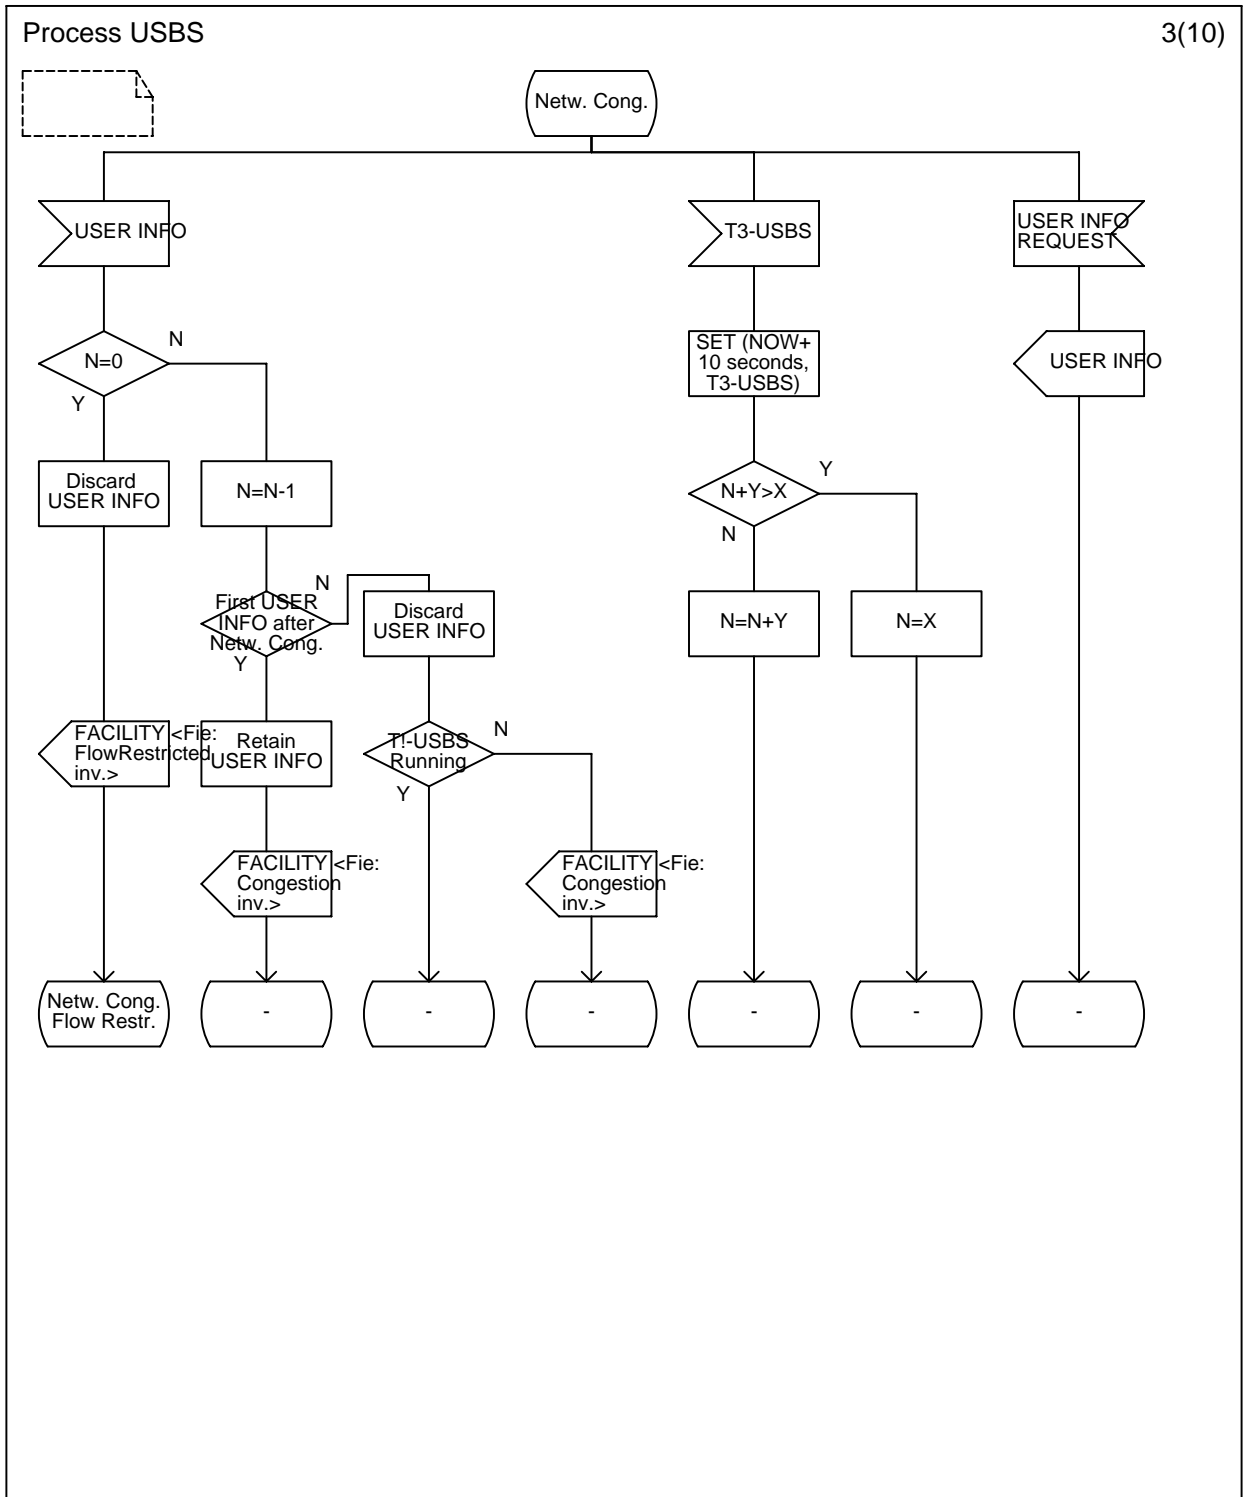 Process USBS
3(10)
Netw. Cong.
USER INFO
T3-USBS
USER INFO
REQUEST
N=0
N
Y
SET (NOW+
10 seconds,
T3-USBS)
USER INFO
Discard
USER INFO
N=N-1
N+Y>X
Y
N
First USER
INFO after
Netw. Cong.
N
Y
Discard
USER INFO
N=N+Y
N=X
FACILITY <Fie:
FlowRestricted
inv.>
Retain
USER INFO
T!-USBS
Running
N
Y
FACILITY <Fie:
Congestion
inv.>
FACILITY <Fie:
Congestion
inv.>
Netw. Cong.
Flow Restr.
-
-
-
-
-
-